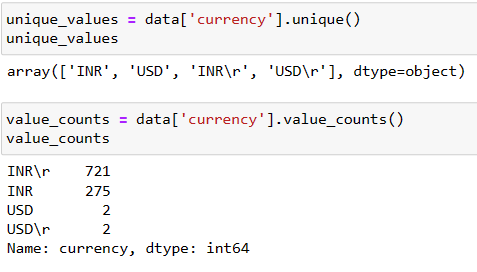 unique_values = data['currency'].unique()
unique_values
array(['INR', 'USD', 'INR\r', 'USD\r'], dtype=object)
value_counts = data['currency'].value_counts()
value_counts
INR\r    721
INR      275
USD        2
USD\r      2
Name: currency, dtype: int64